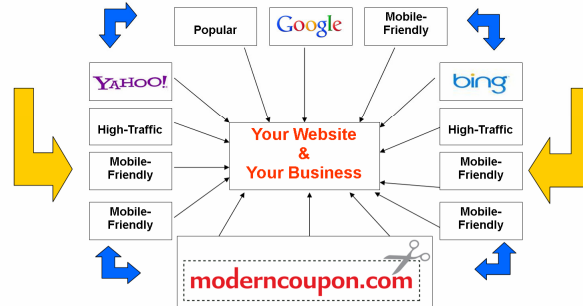 Popular
Google
Mobile-
Friendly
YAHOO!
bing
High-Traffic
Your Website
&
Your Business
High-Traffic
Mobile-
Friendly
Mobile-
Friendly
Mobile-
Friendly
Mobile-
Friendly
moderncoupon.com